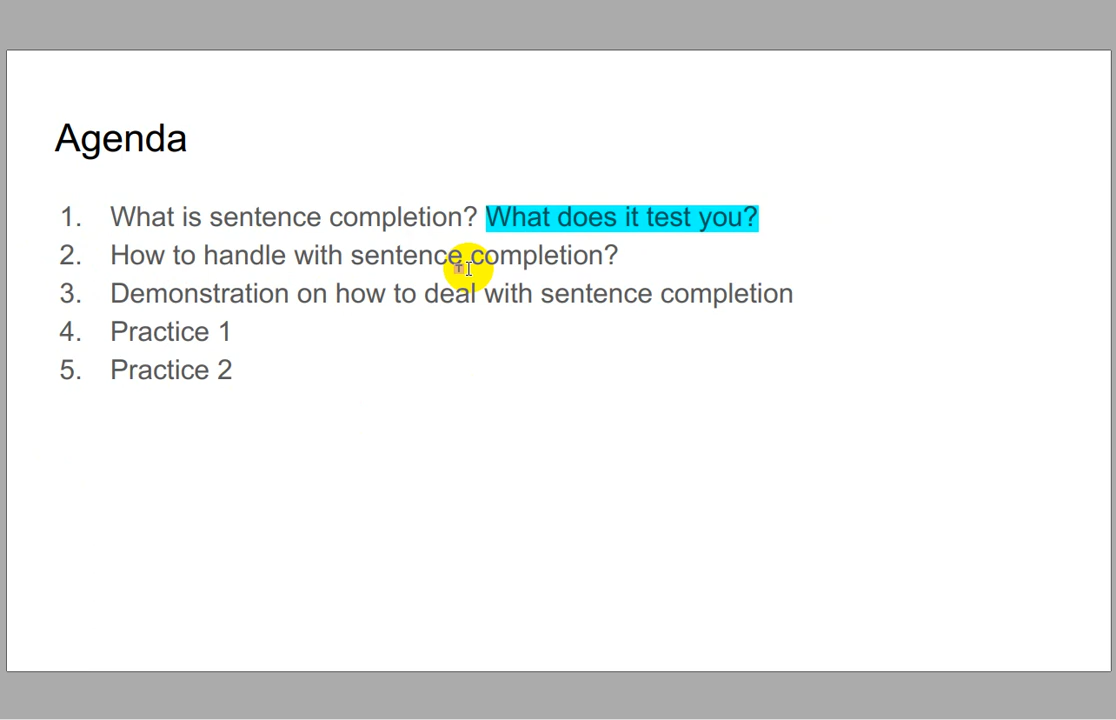 Agenda
1. What is sentence completion? What does it test you?
2. How to handle with sentence completion?
3. Demonstration on how to deal with sentence completion
4. Practice 1
5. Practice 2